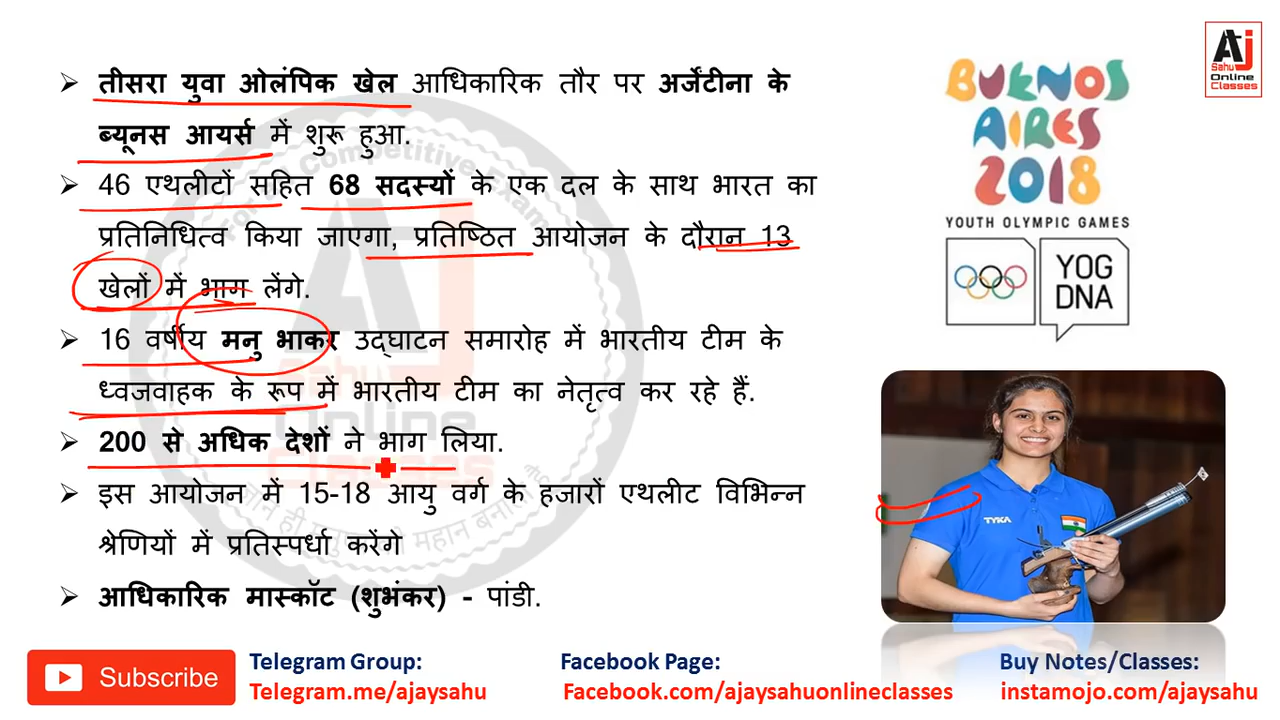 तीसरा युवा ओलंपिक खेल आधिकारिक तौर पर अर्जेंटीना के
ब्यूनस आयर्स में शुरू हुआ.
46 एथलीटों सहित 68 सदस्यों के एक दल के साथ भारत का
प्रतिनिधित्व किया जाएगा, प्रतिष्ठित आयोजन के दौरान 13
खेलों में भाग लेंगे.
16 वर्षीय मनु भाकर उद्घाटन समारोह में भारतीय टीम के
ध्वजवाहक के रूप में भारतीय टीम का नेतृत्व कर रहे हैं.
200 से अधिक देशों ने भाग लिया.
इस आयोजन में 15-18 आयु वर्ग के हजारों एथलीट विभिन्न
श्रेणियों में प्रतिस्पर्धा करेंगे
आधिकारिक मास्कॉट (शुभंकर) - पांडी.
AJ
Sahu
Online
Classes
BUENOS
AIRES
2018
YOUTH OLYMPIC GAMES
YOG
DNA
TYKA
Competitive
Sahu
Online
Classes
Subscribe
Telegram Group:
Telegram.me/ajaysahu
Facebook Page:
Facebook.com/ajaysahuonlineclasses
Buy Notes/Classes:
instamojo.com/ajaysahu